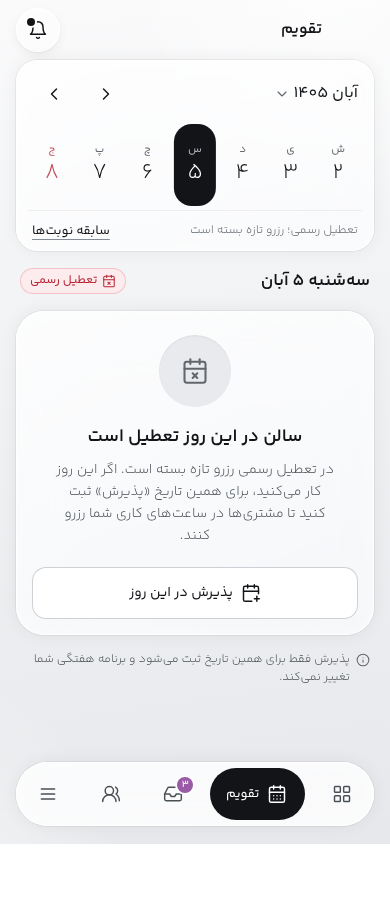 تقویم
آبان ۱۴۰۵
ش ی د س چ پ ج
۲ ۳ ۴ ۵ ۶ ۷ ۸
تعطیل رسمی؛ رزرو تازه بسته است
سابقه نوبت‌ها
سه‌شنبه ۵ آبان
تعطیل رسمی
سالن در این روز تعطیل است
در تعطیل رسمی رزرو تازه بسته است. اگر این روز
کار می‌کنید، برای همین تاریخ «پذیرش» ثبت
کنید تا مشتری‌ها در ساعت‌های کاری شما رزرو
کنند.
پذیرش در این روز
پذیرش فقط برای همین تاریخ ثبت می‌شود و برنامه هفتگی شما
تغییر نمی‌کند.
تقویم
۳